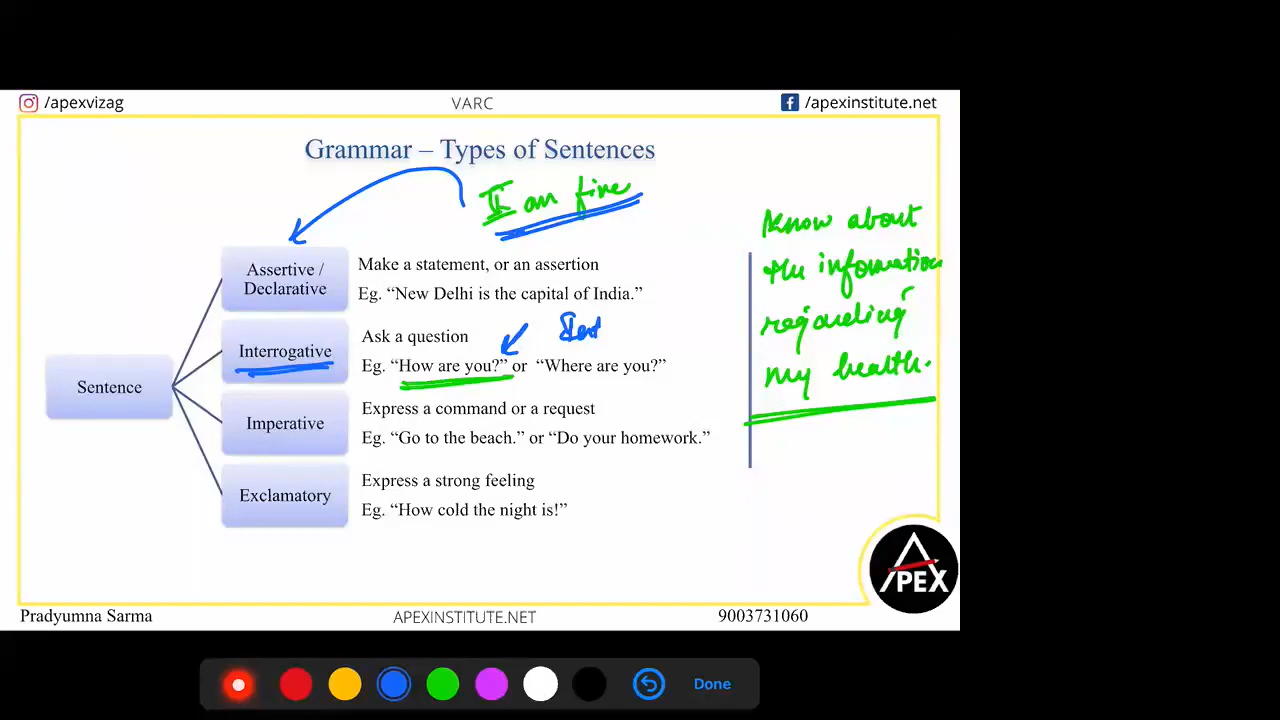 /apexvizag
VARC
/apexinstitute.net
Grammar – Types of Sentences
I am fine
Know about
the information
regarding
my health.
Sentence
Assertive /
Declarative
Make a statement, or an assertion
Eg. “New Delhi is the capital of India.”
Interrogative
Ask a question
Eg. “How are you?” or “Where are you?”
Imperative
Express a command or a request
Eg. “Go to the beach.” or “Do your homework.”
Exclamatory
Express a strong feeling
Eg. “How cold the night is!”
APEX
Pradyumna Sarma
APEXINSTITUTE.NET
9003731060
Done